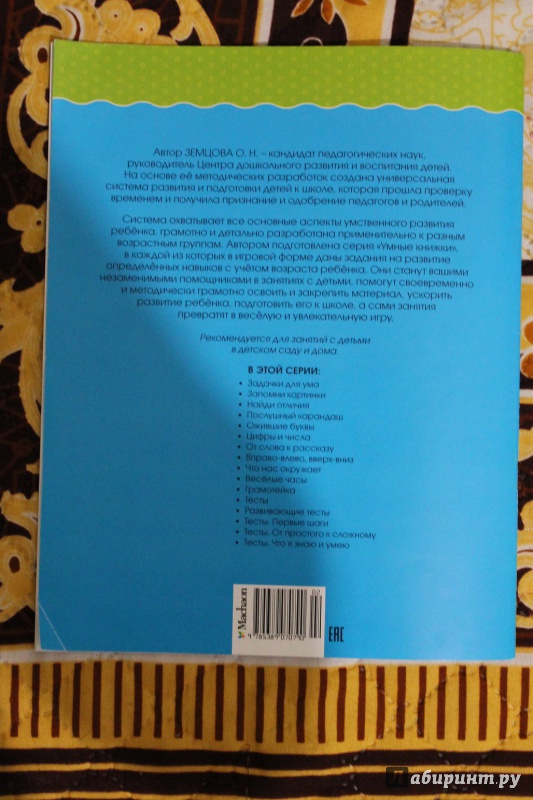 Автор ЗЕМЦОВА О. Н. – кандидат педагогических наук,
руководитель Центра дошкольного развития и воспитания детей.
На основе её методических разработок создана универсальная
система развития и подготовки детей к школе, которая прошла проверку
временем и получила признание и одобрение педагогов и родителей.
Система охватывает все основные аспекты умственного развития
ребёнка, грамотно и детально разработана применительно к разным
возрастным группам. Автором подготовлена серия «Умные книжки»,
в каждой из которых в игровой форме даны задания на развитие
определённых навыков с учётом возраста ребёнка. Они станут вашими
незаменимыми помощниками в занятиях с детьми, помогут своевременно
и методически грамотно освоить и закрепить материал, ускорить
развитие ребёнка, подготовить его к школе, а сами занятия
превратят в весёлую и увлекательную игру.
Рекомендуется для занятий с детьми
в детском саду и дома.
В ЭТОЙ СЕРИИ:
• Задачки для ума
• Запомни картинки
• Найди отличия
• Послушный карандаш
• Ожившие буквы
• Цифры и числа
• От слова к рассказу
• Вправо-влево, вверх-вниз
• Что нас окружает
• Весёлые часы
• Грамотейка
• Тесты
• Развивающие тесты
• Тесты. Первые шаги
• Тесты. От простого к сложному
• Тесты. Что я знаю и умею
Machaon
02
9 785389 070790
EAC
Лабиринт.ру